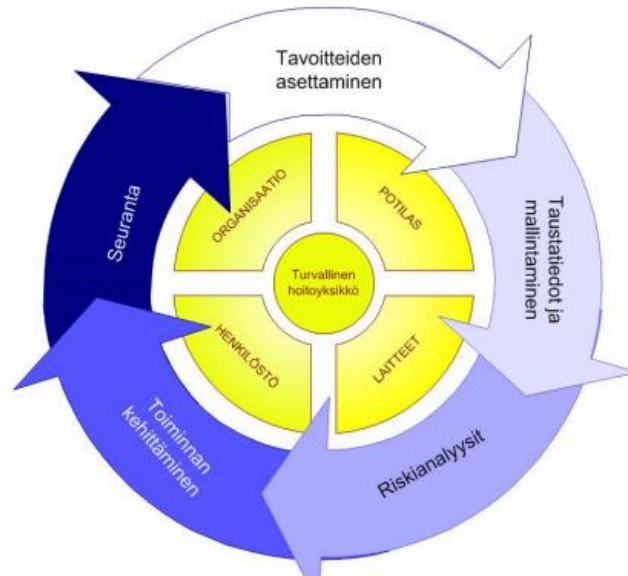 Tavoitteiden
asettaminen
Taustatiedot ja
mallintaminen
Riskianalyysit
Toiminnan
kehittäminen
Seuranta
ORGANISAATIO
POTILAS
Turvallinen
hoitoyksikkö
HENKILÖSTÖ
LAITTEET